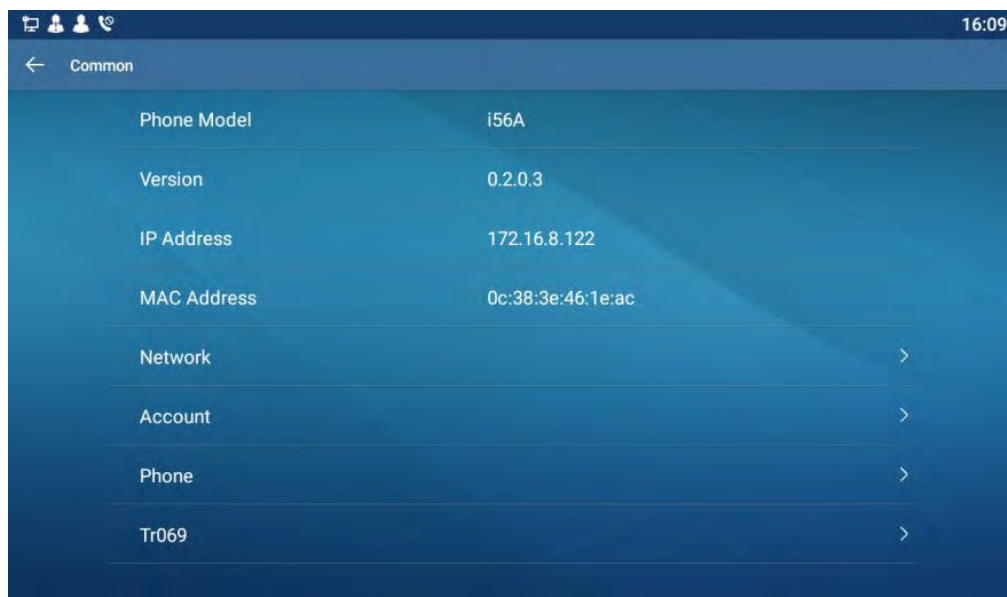 16:09
Common
Phone Model i56A
Version 0.2.0.3
IP Address 172.16.8.122
MAC Address 0c:38:3e:46:1e:ac
Network
Account
Phone
Tr069